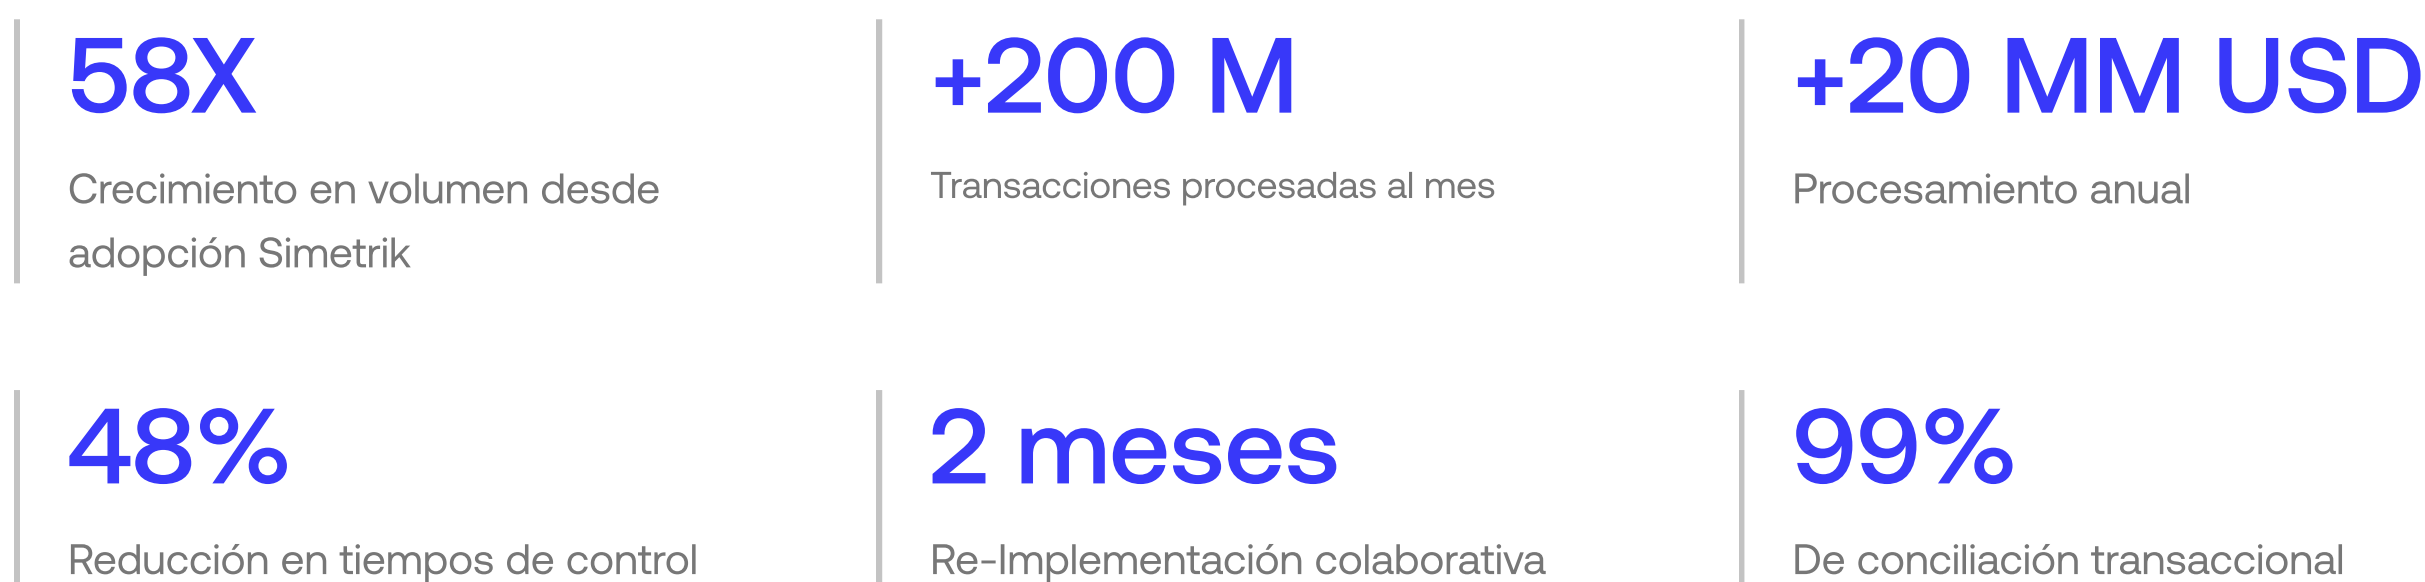 58X
Crecimiento en volumen desde
adopción Simetrik
+200 M
Transacciones procesadas al mes
+20 MM USD
Procesamiento anual
48%
Reducción en tiempos de control
2 meses
Re-Implementación colaborativa
99%
De conciliación transaccional